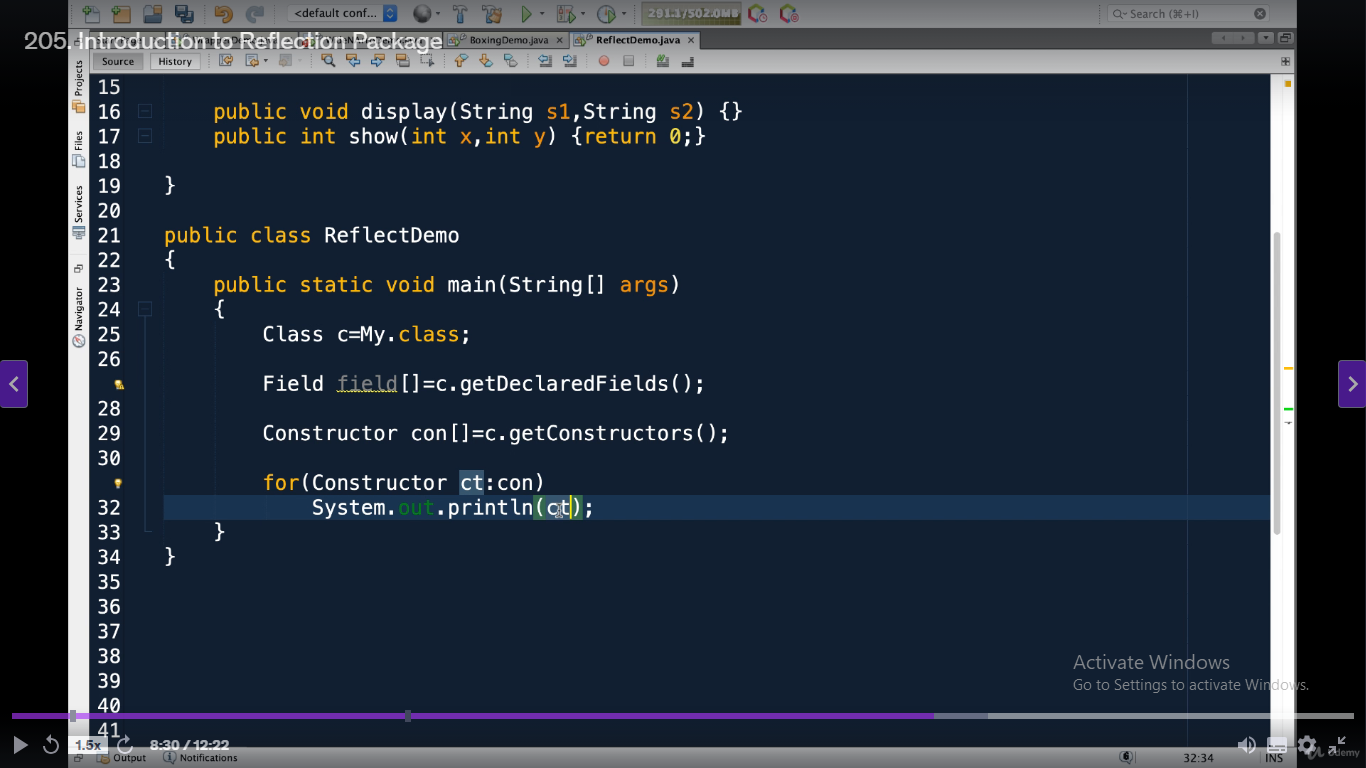 <default conf...
291.1/502.0MB
Search (⌘+I)
205. Introduction to Reflection Package
BoxingDemo.java
ReflectDemo.java
Source
History
Projects
Files
Services
Navigator
15
16 public void display(String s1,String s2) {}
17 public int show(int x,int y) {return 0;}
18
19 }
20
21 public class ReflectDemo
22 {
23 public static void main(String[] args)
24 {
25 Class c=My.class;
26
Field field[]=c.getDeclaredFields();
28
29 Constructor con[]=c.getConstructors();
30
for(Constructor ct:con)
32 System.out.println(ct);
33 }
34 }
35
36
37
38
39
40
41
Activate Windows
Go to Settings to activate Windows.
1.5x
8:30 / 12:22
Output
Notifications
6
32:34
INS
Udemy